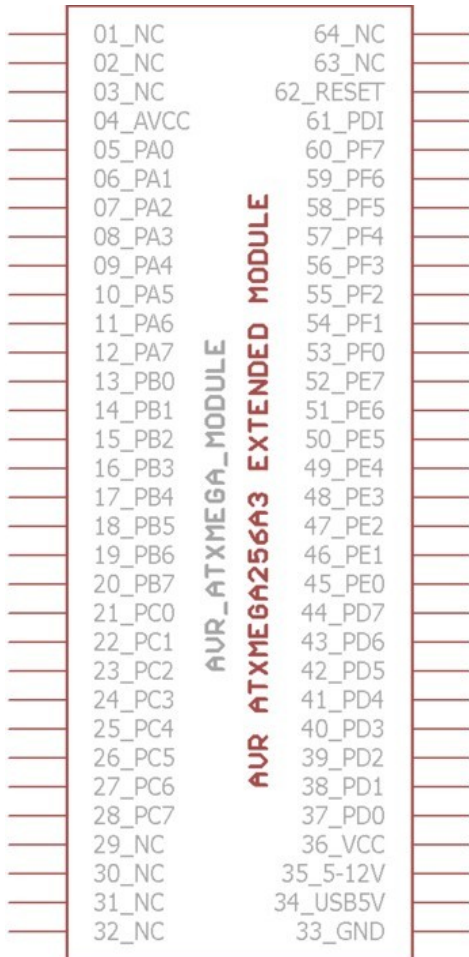 01_NC 64_NC
02_NC 63_NC
03_NC 62_RESET
04_AVCC 61_PDI
05_PA0 60_PF7
06_PA1 59_PF6
07_PA2 58_PF5
08_PA3 57_PF4
09_PA4 56_PF3
10_PA5 55_PF2
11_PA6 54_PF1
12_PA7 53_PF0
13_PB0 52_PE7
14_PB1 51_PE6
15_PB2 50_PE5
16_PB3 49_PE4
17_PB4 48_PE3
18_PB5 47_PE2
19_PB6 46_PE1
20_PB7 45_PE0
21_PC0 44_PD7
22_PC1 43_PD6
23_PC2 42_PD5
24_PC3 41_PD4
25_PC4 40_PD3
26_PC5 39_PD2
27_PC6 38_PD1
28_PC7 37_PD0
29_NC 36_VCC
30_NC 35_5-12V
31_NC 34_USB5V
32_NC 33_GND
AVR_ATXMEGA_MODULE
AVR ATXMEGA256A3 EXTENDED MODULE